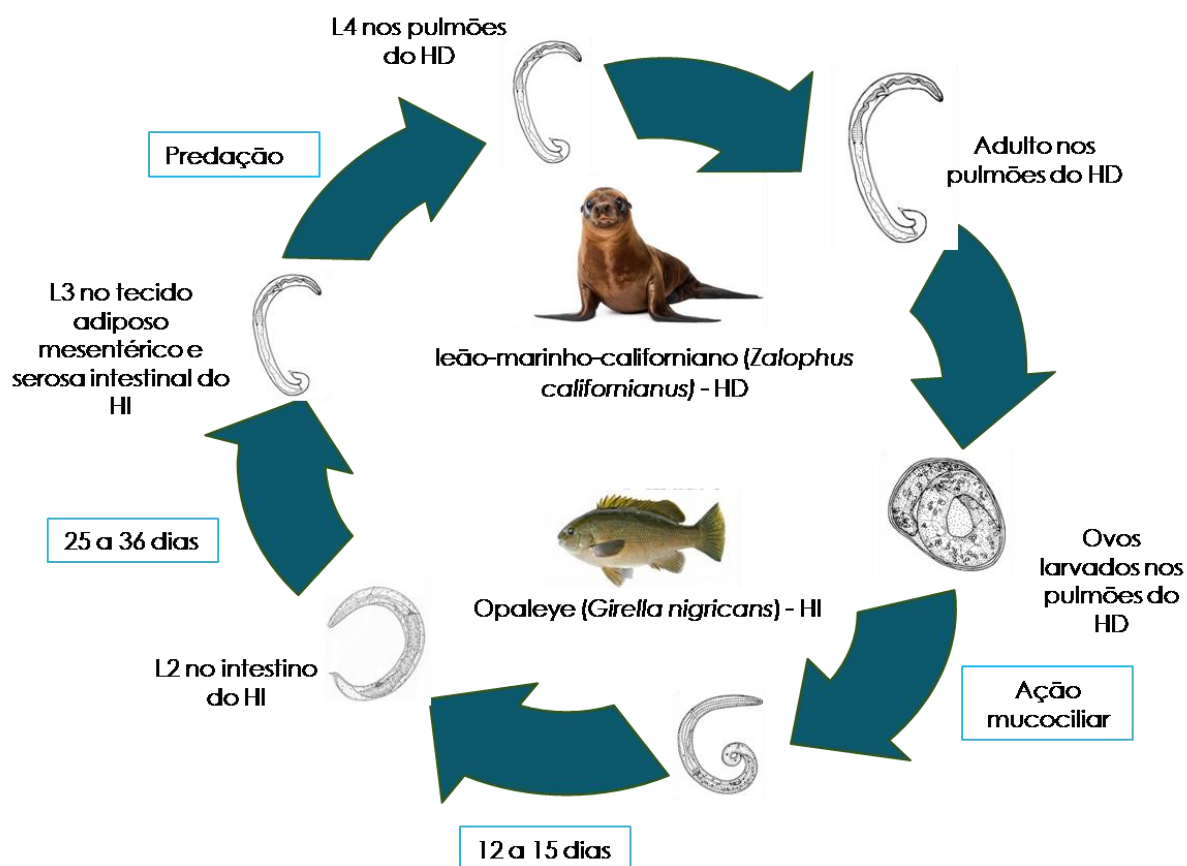 L4 nos pulmões
do HD
Adulto nos
pulmões do HD
Predação
L3 no tecido
adiposo
mesentérico e
serosa intestinal do
HI
leão-marinho-californiano (Zalophus
californianus) - HD
Opaleye (Girella nigricans) - HI
Ovos
larvados nos
pulmões do
HD
25 a 36 dias
L2 no intestino
do HI
Ação
mucociliar
12 a 15 dias